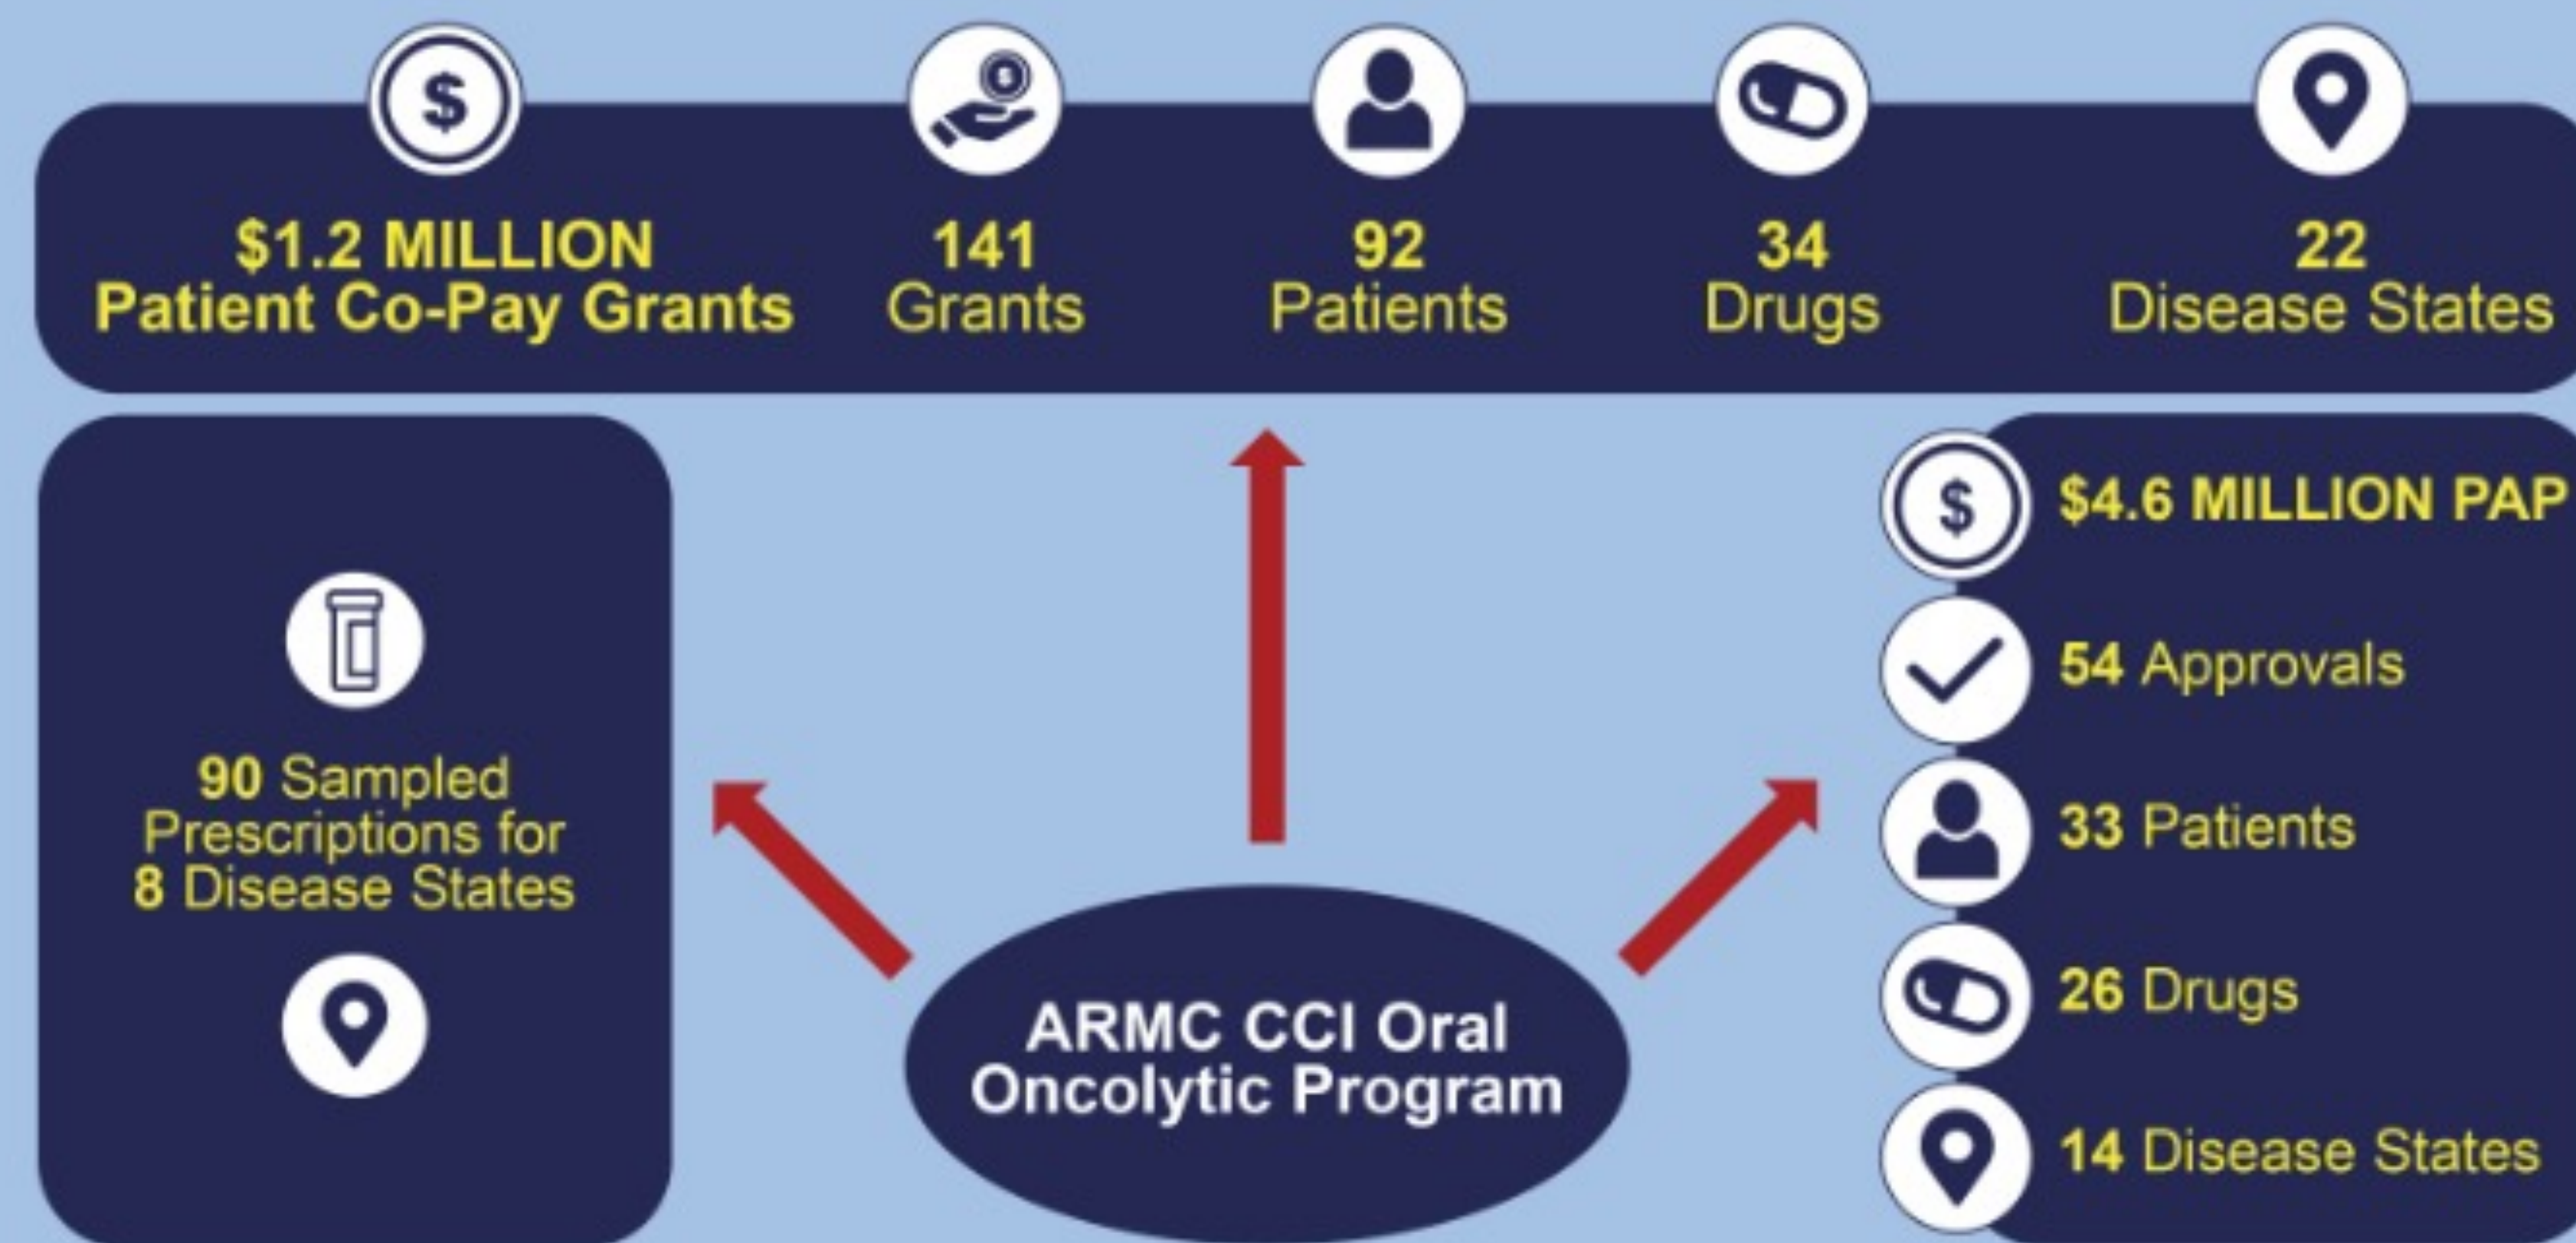 $1.2 MILLION
Patient Co-Pay Grants
141
Grants
92
Patients
34
Drugs
22
Disease States
90 Sampled
Prescriptions for
8 Disease States
ARMC CCI Oral
Oncolytic Program
$4.6 MILLION PAP
54 Approvals
33 Patients
26 Drugs
14 Disease States